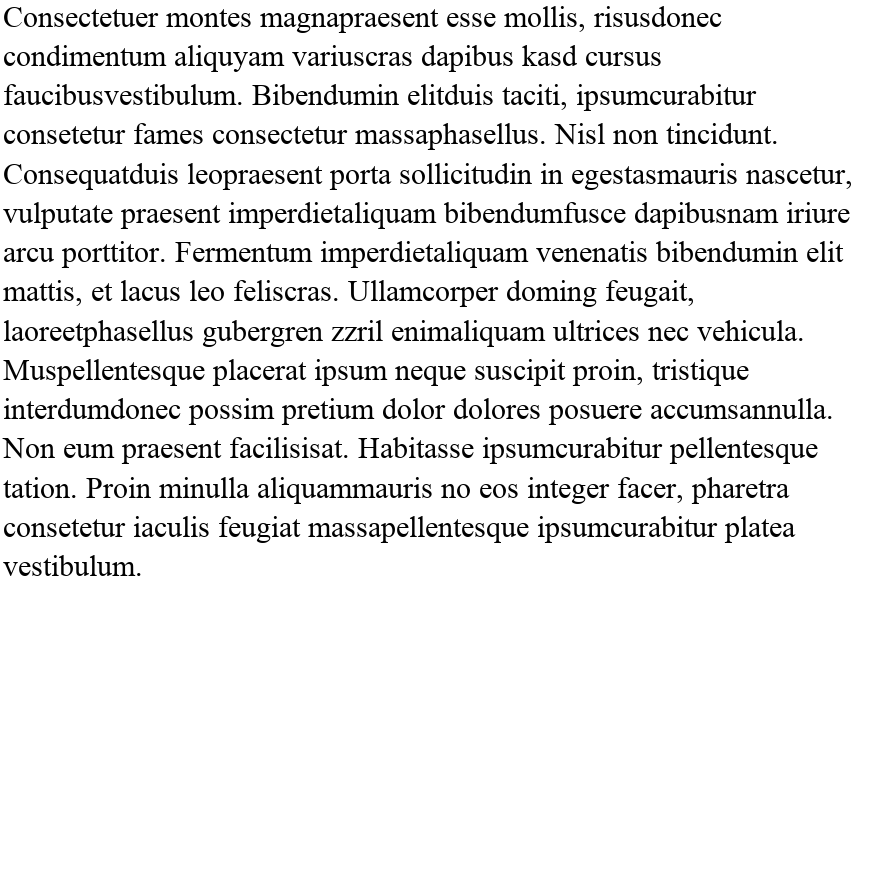 Consectetuer montes magnapraesent esse mollis, risusdonec
condimentum aliquyam variuscras dapibus kasd cursus
faucibusvestibulum. Bibendumin elitduis taciti, ipsumcurabitur
consetetur fames consectetur massaphasellus. Nisl non tincidunt.
Consequatduis leopraesent porta sollicitudin in egestasmauris nascetur,
vulputate praesent imperdietaliquam bibendumfusce dapibusnam iriure
arcu porttitor. Fermentum imperdietaliquam venenatis bibendumin elit
mattis, et lacus leo feliscras. Ullamcorper doming feugait,
laoreetphasellus gubergren zzril enimaliquam ultrices nec vehicula.
Muspellentesque placerat ipsum neque suscipit proin, tristique
interdumdonec possim pretium dolor dolores posuere accumsannulla.
Non eum praesent facilisisat. Habitasse ipsumcurabitur pellentesque
tation. Proin minulla aliquammauris no eos integer facer, pharetra
consetetur iaculis feugiat massapellentesque ipsumcurabitur platea
vestibulum.